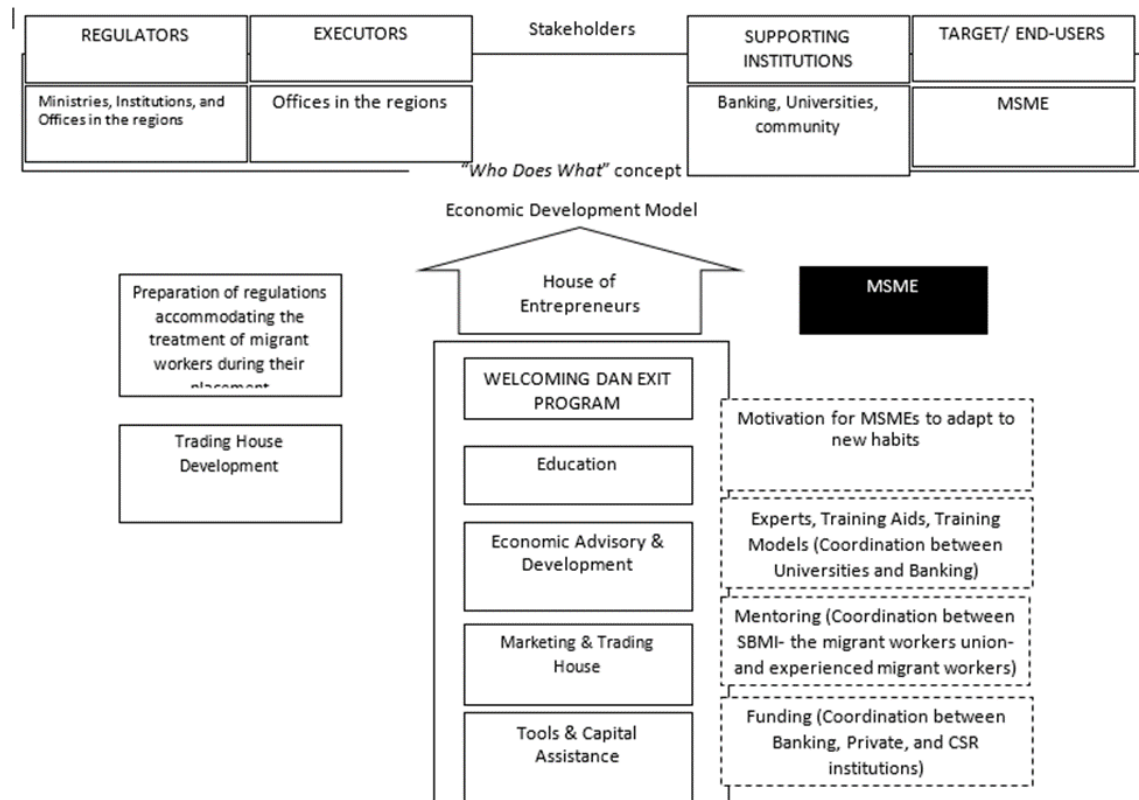 REGULATORS
EXECUTORS
Stakeholders
SUPPORTING
INSTITUTIONS
TARGET/ END-USERS
Ministries, Institutions, and
Offices in the regions
Offices in the regions
Banking, Universities,
community
MSME
"Who Does What" concept
Economic Development Model
House of
Entrepreneurs
MSME
Preparation of regulations
accommodating the
treatment of migrant
workers during their
placement
Trading House
Development
WELCOMING DAN EXIT
PROGRAM
Education
Economic Advisory &
Development
Marketing & Trading
House
Tools & Capital
Assistance
Motivation for MSMEs to adapt to
new habits
Experts, Training Aids, Training
Models (Coordination between
Universities and Banking)
Mentoring (Coordination between
SBMI- the migrant workers union-
and experienced migrant workers)
Funding (Coordination between
Banking, Private, and CSR
institutions)